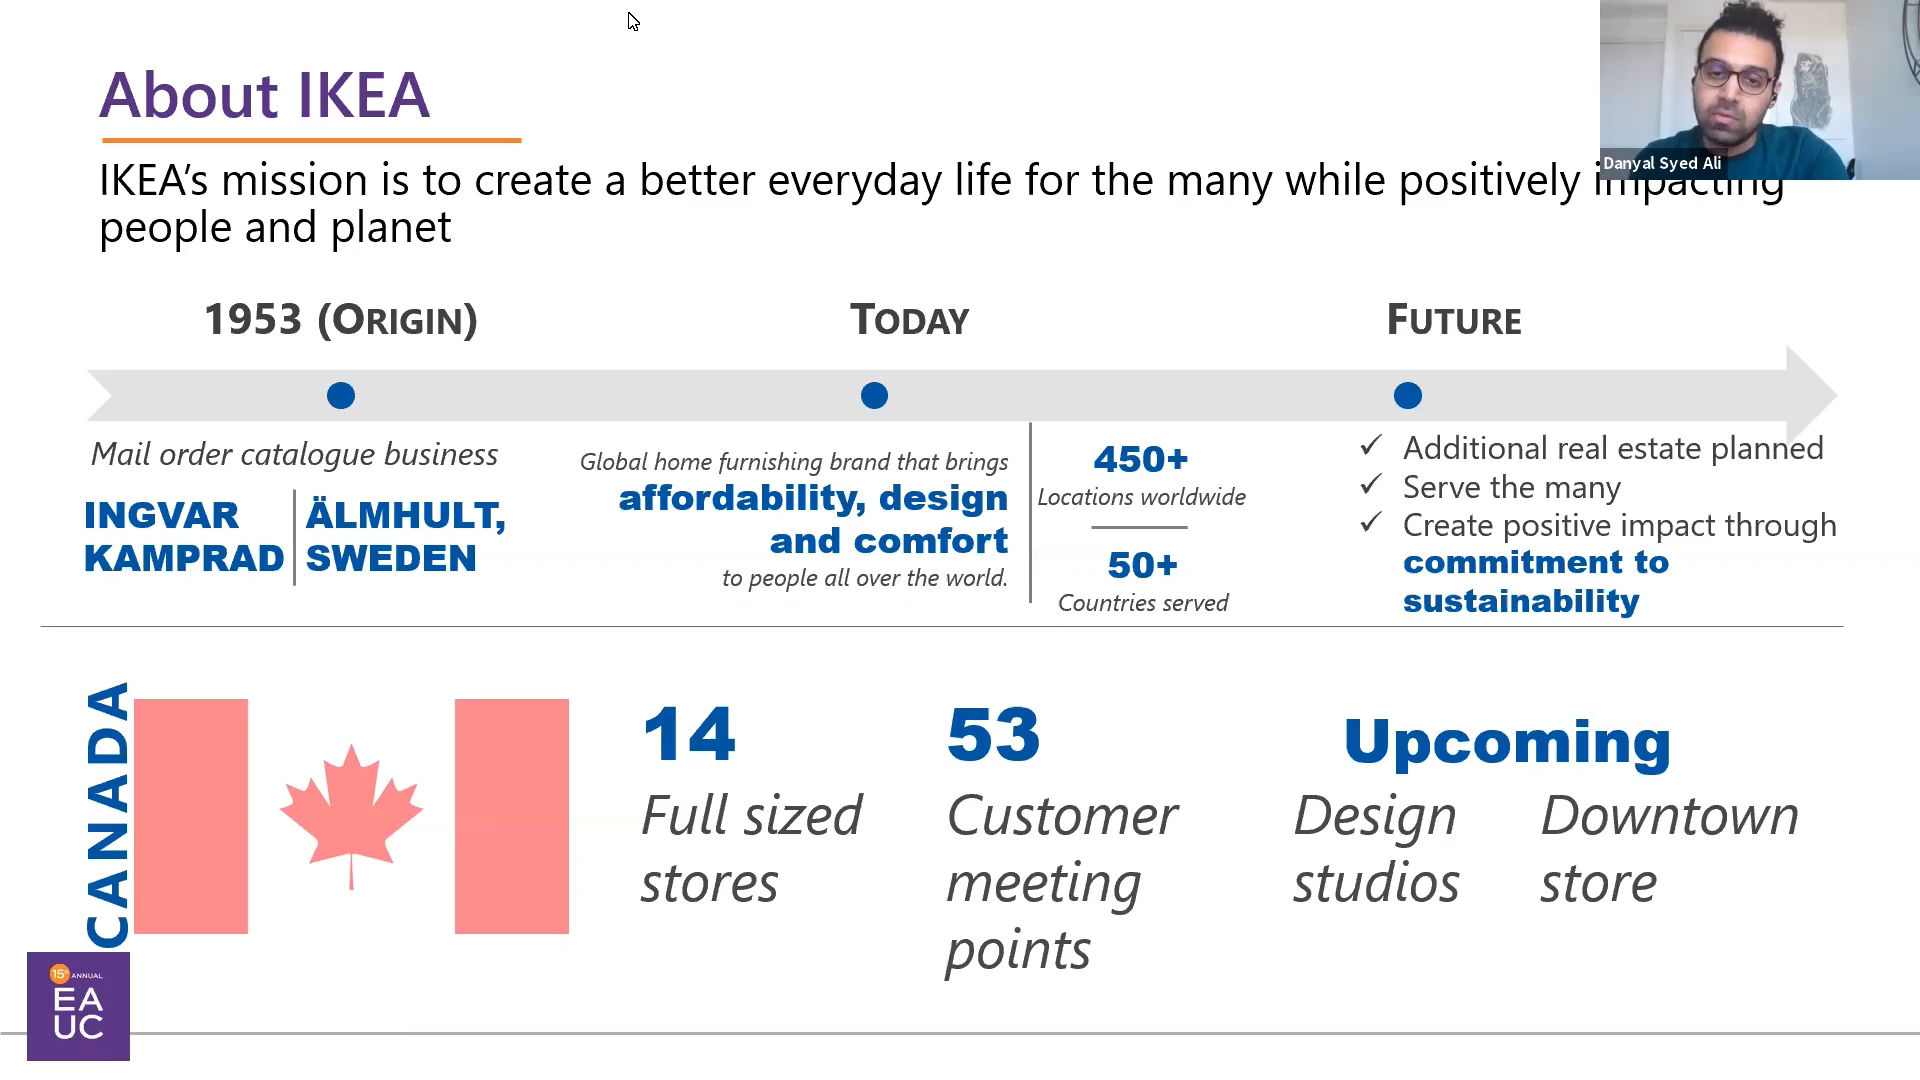 About IKEA
Danyal Syed Ali
IKEA’s mission is to create a better everyday life for the many while positively impacting
people and planet
1953 (ORIGIN)
TODAY
FUTURE
Mail order catalogue business
INGVAR
KAMPRAD
ÄLMHULT,
SWEDEN
Global home furnishing brand that brings
affordability, design
and comfort
to people all over the world.
450+
Locations worldwide
50+
Countries served
✓ Additional real estate planned
✓ Serve the many
✓ Create positive impact through
commitment to
sustainability
CANADA
14
Full sized
stores
53
Customer
meeting
points
Upcoming
Design
studios
Downtown
store
15th ANNUAL
EA
UC